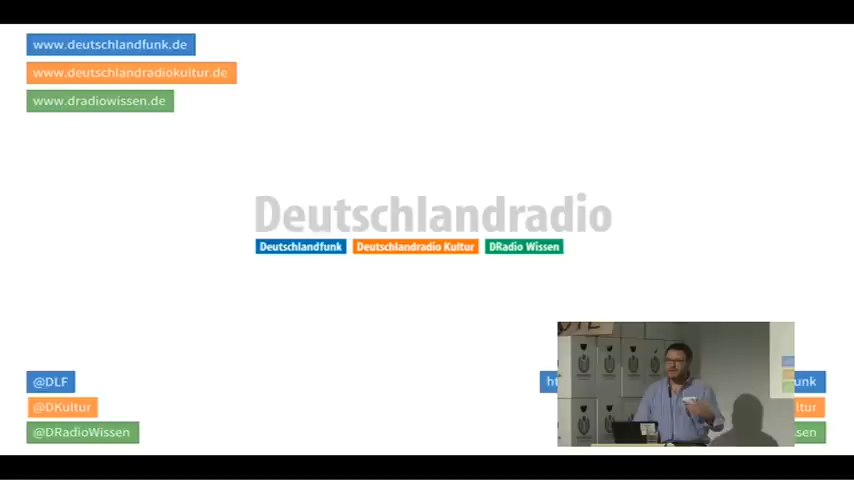 www.deutschlandfunk.de
www.deutschlandradiokultur.de
www.dradiowissen.de
Deutschlandradio
Deutschlandfunk Deutschlandradio Kultur DRadio Wissen
@DLF
@DKultur
@DRadioWissen